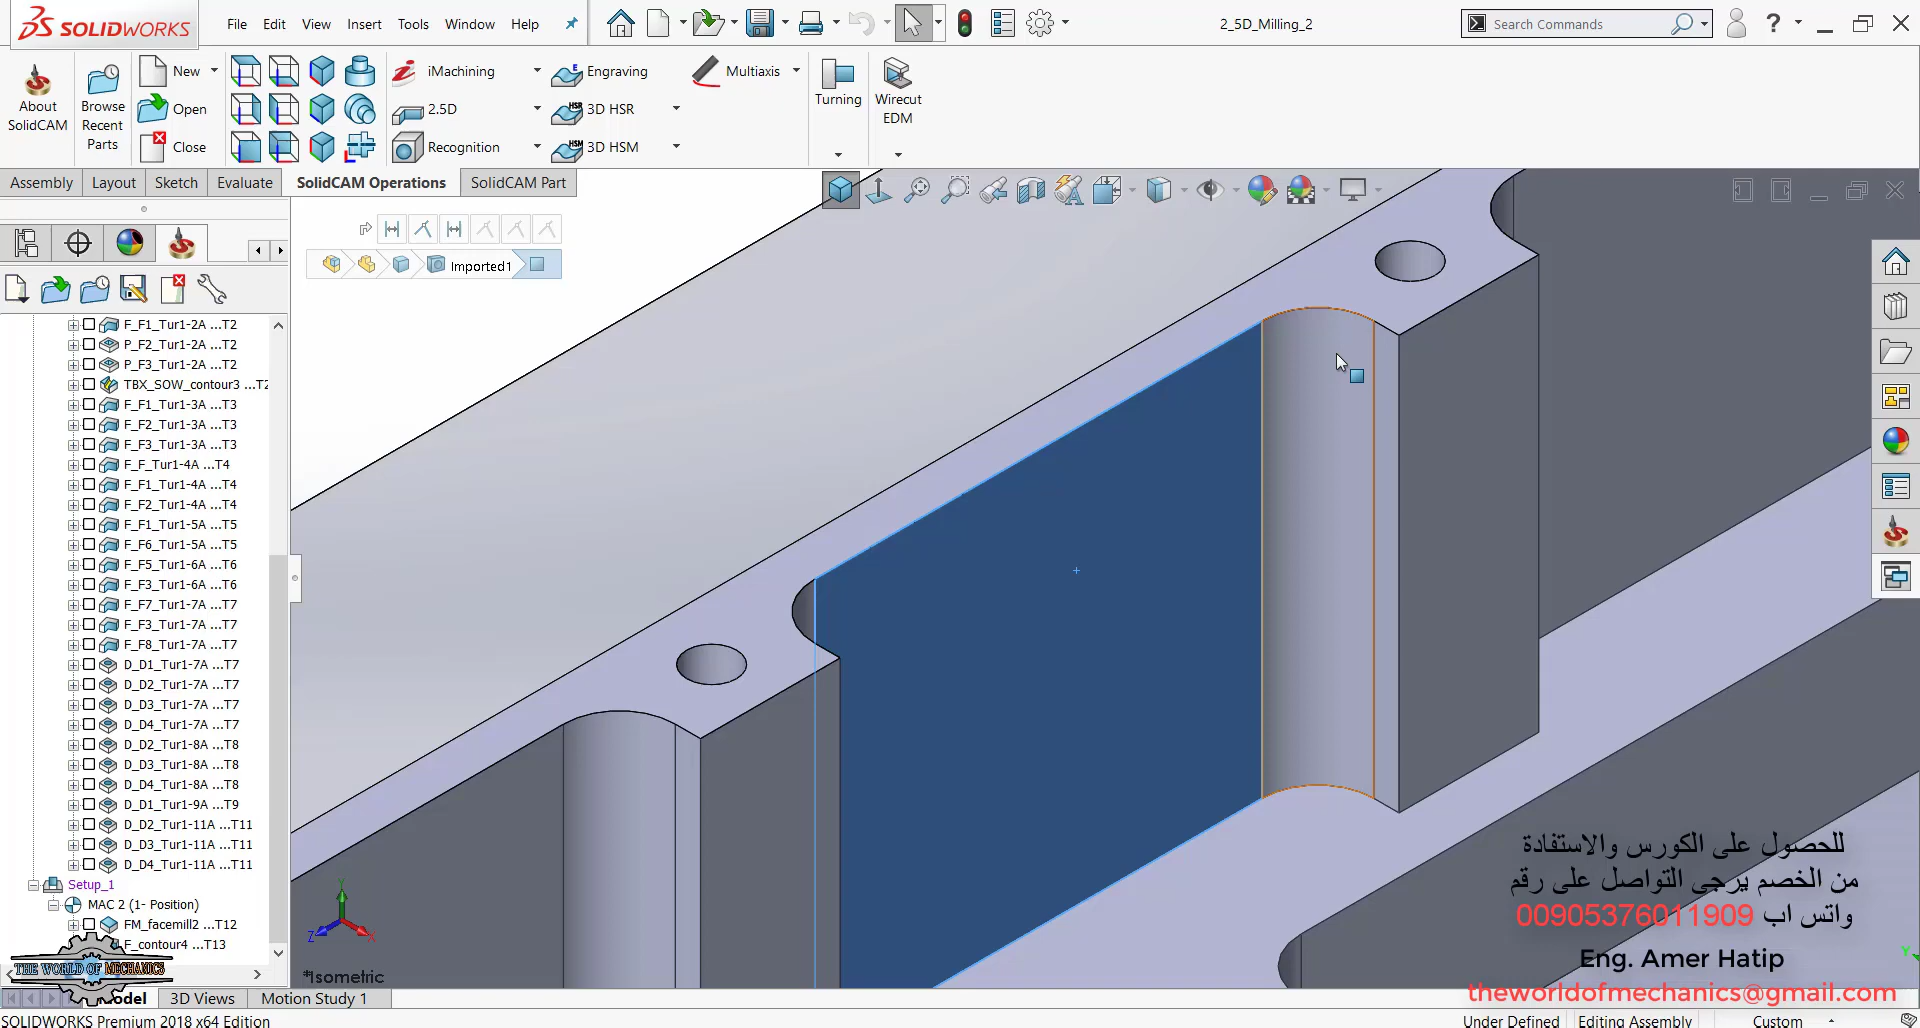 SOLIDWORKS
File Edit View Insert Tools Window Help
2_5D_Milling_2
Search Commands
About SolidCAM
Browse Recent Parts
New
Open
Close
iMachining
2.5D
Recognition
Engraving
3D HSR
3D HSM
Multiaxis
Turning
Wirecut EDM
Assembly Layout Sketch Evaluate SolidCAM Operations SolidCAM Part
Imported1
F_F1_Tur1-2A ...T2
P_F2_Tur1-2A ...T2
P_F3_Tur1-2A ...T2
TBX_SOW_contour3 ...T2
F_F1_Tur1-3A ...T3
F_F2_Tur1-3A ...T3
F_F3_Tur1-3A ...T3
F_F_Tur1-4A ...T4
F_F1_Tur1-4A ...T4
F_F2_Tur1-4A ...T4
F_F1_Tur1-5A ...T5
F_F6_Tur1-5A ...T5
F_F5_Tur1-6A ...T6
F_F3_Tur1-6A ...T6
F_F7_Tur1-7A ...T7
F_F3_Tur1-7A ...T7
F_F8_Tur1-7A ...T7
D_D1_Tur1-7A ...T7
D_D2_Tur1-7A ...T7
D_D3_Tur1-7A ...T7
D_D4_Tur1-7A ...T7
D_D2_Tur1-8A ...T8
D_D3_Tur1-8A ...T8
D_D4_Tur1-8A ...T8
D_D1_Tur1-9A ...T9
D_D2_Tur1-11A ...T11
D_D3_Tur1-11A ...T11
D_D4_Tur1-11A ...T11
Setup_1
MAC 2 (1- Position)
FM_facemill2 ...T12
F_contour4 ...T13
THE WORLD OF MECHANICS
*Isometric
Y
Z
X
للحصول على الكورس والاستفادة
من الخصم يرجى التواصل على رقم
واتس اب 00905376011909
Eng. Amer Hatip
theworldofmechanics@gmail.com
Model 3D Views Motion Study 1
SOLIDWORKS Premium 2018 x64 Edition
Under Defined Editing Assembly Custom